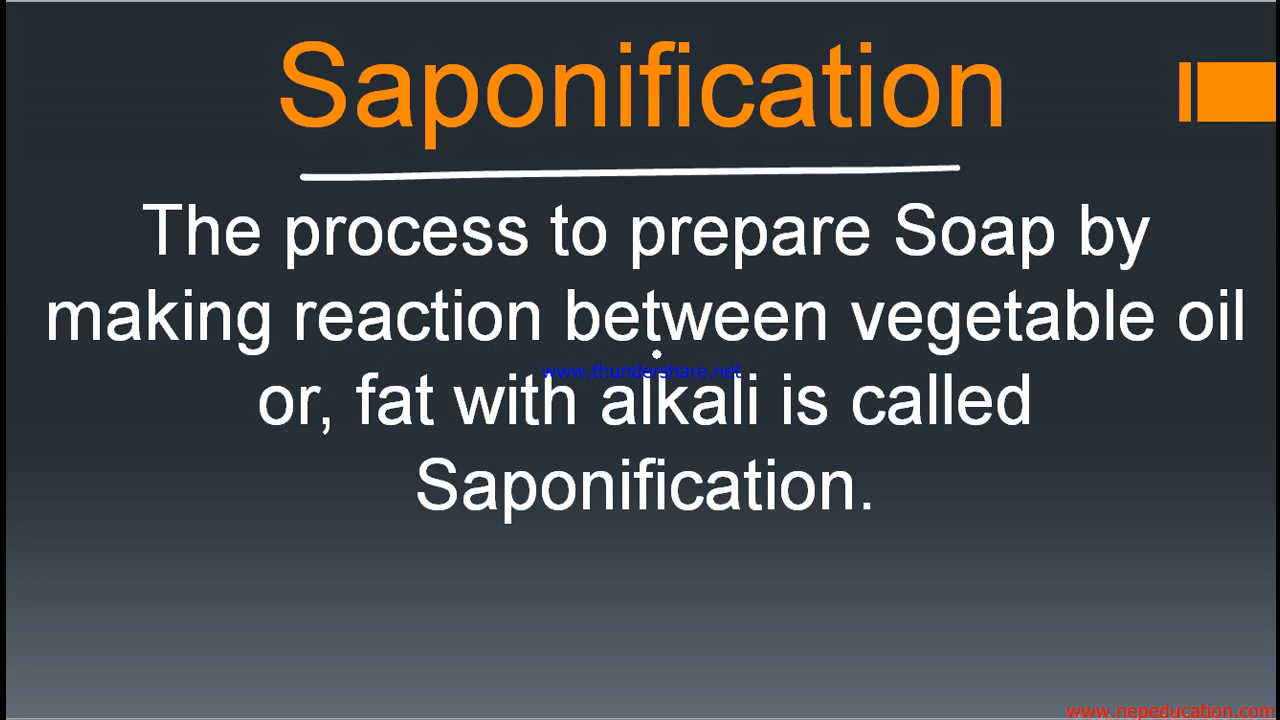 Saponification
The process to prepare Soap by
making reaction between vegetable oil
www.thundershare.net
or, fat with alkali is called
Saponification.
www.nepeducation.com